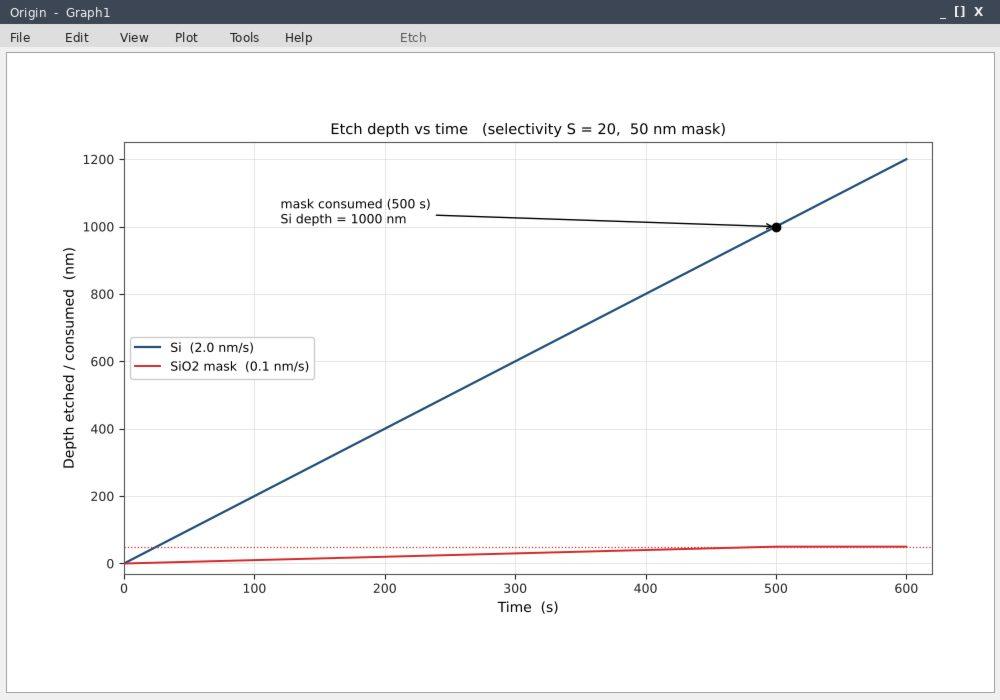 Origin - Graph1
_ [] X
File Edit View Plot Tools Help Etch
Etch depth vs time (selectivity S = 20, 50 nm mask)
1200
1000
800
600
400
200
0
Depth etched / consumed (nm)
mask consumed (500 s)
Si depth = 1000 nm
Si (2.0 nm/s)
SiO2 mask (0.1 nm/s)
0 100 200 300 400 500 600
Time (s)